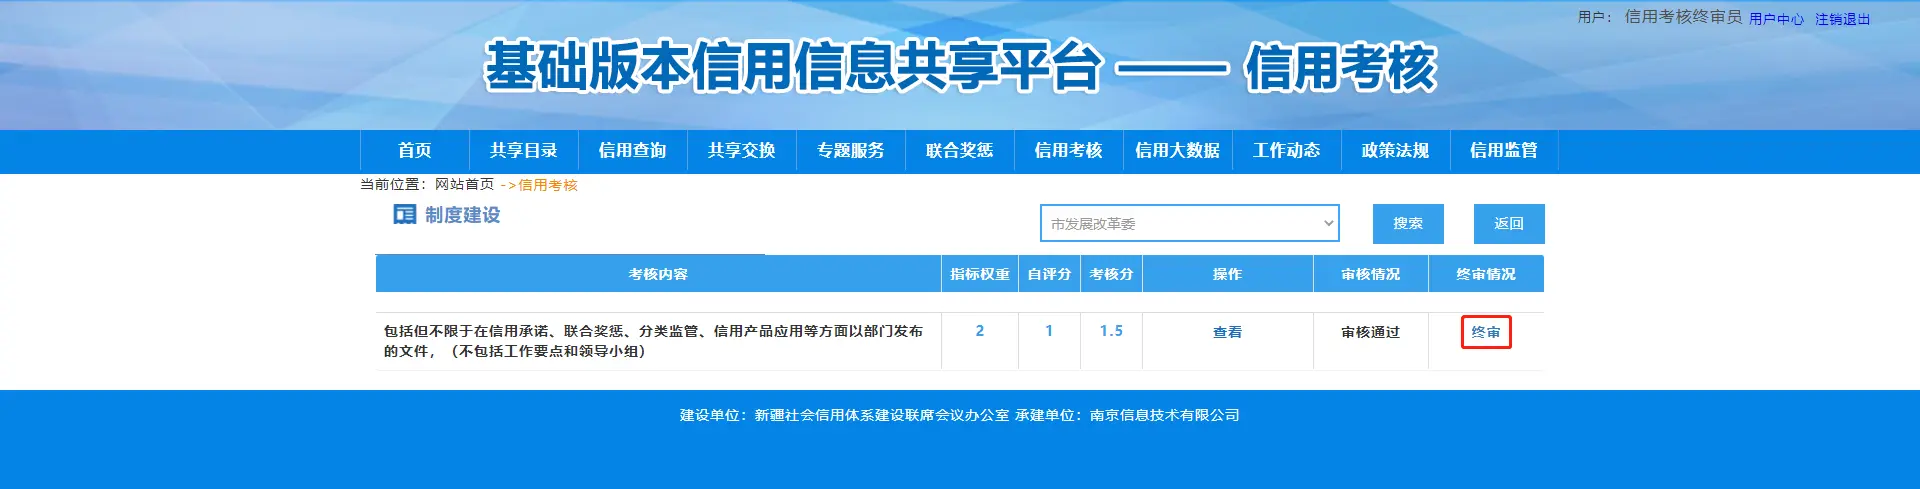 用户： 信用考核终审员 用户中心 注销退出
基础版本信用信息共享平台 —— 信用考核
首页 共享目录 信用查询 共享交换 专题服务 联合奖惩 信用考核 信用大数据 工作动态 政策法规 信用监管
当前位置：网站首页 ->信用考核
制度建设 市发展改革委 搜索 返回
考核内容 指标权重 自评分 考核分 操作 审核情况 终审情况
包括但不限于在信用承诺、联合奖惩、分类监管、信用产品应用等方面以部门发布 2 1 1.5 查看 审核通过 终审
的文件，（不包括工作要点和领导小组）
建设单位：新疆社会信用体系建设联席会议办公室 承建单位：南京信息技术有限公司